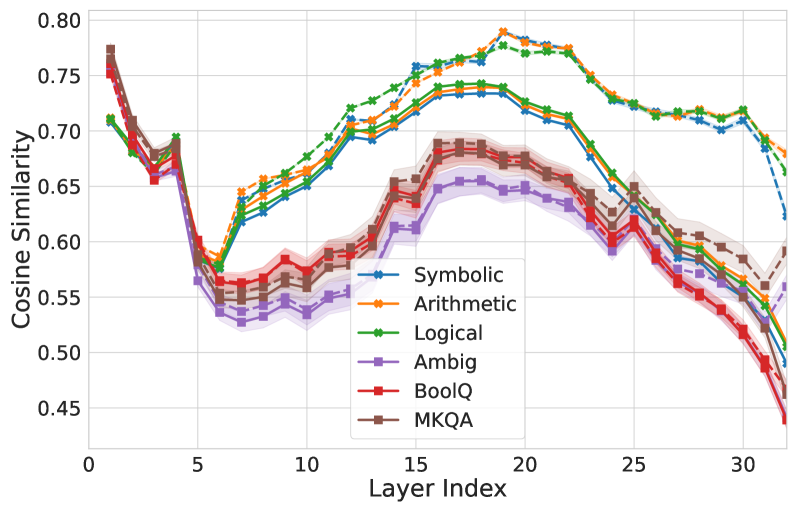 0.80
0.75
0.70
0.65
0.60
0.55
0.50
0.45
Cosine Similarity
Symbolic
Arithmetic
Logical
Ambig
BoolQ
MKQA
0 5 10 15 20 25 30
Layer Index